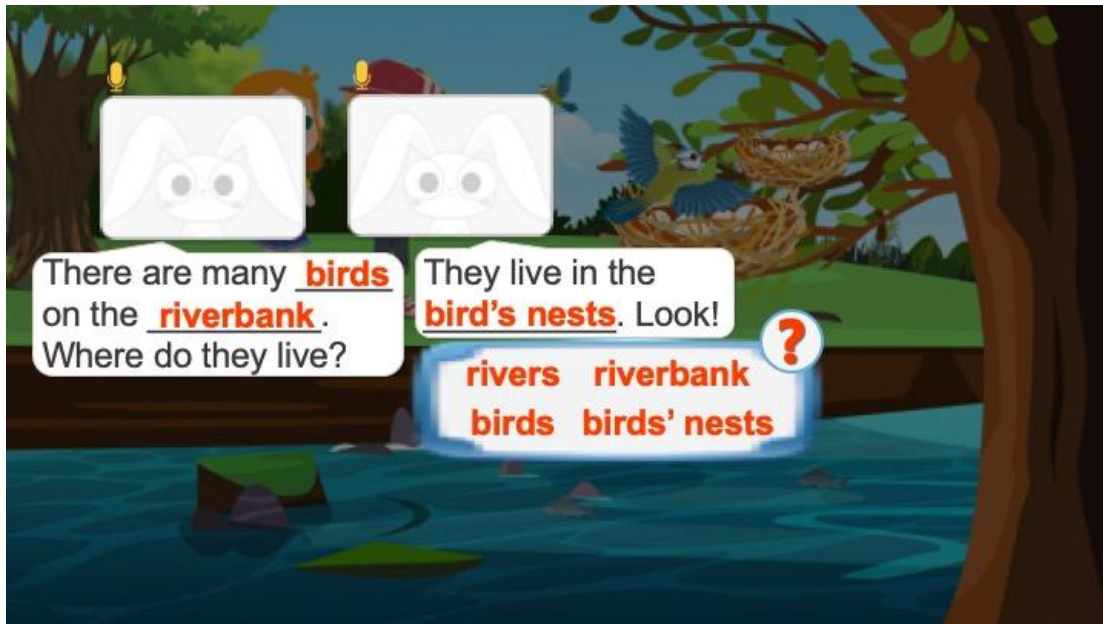 There are many birds
on the riverbank.
Where do they live?
They live in the
bird’s nests. Look!
?
rivers riverbank
birds birds’ nests